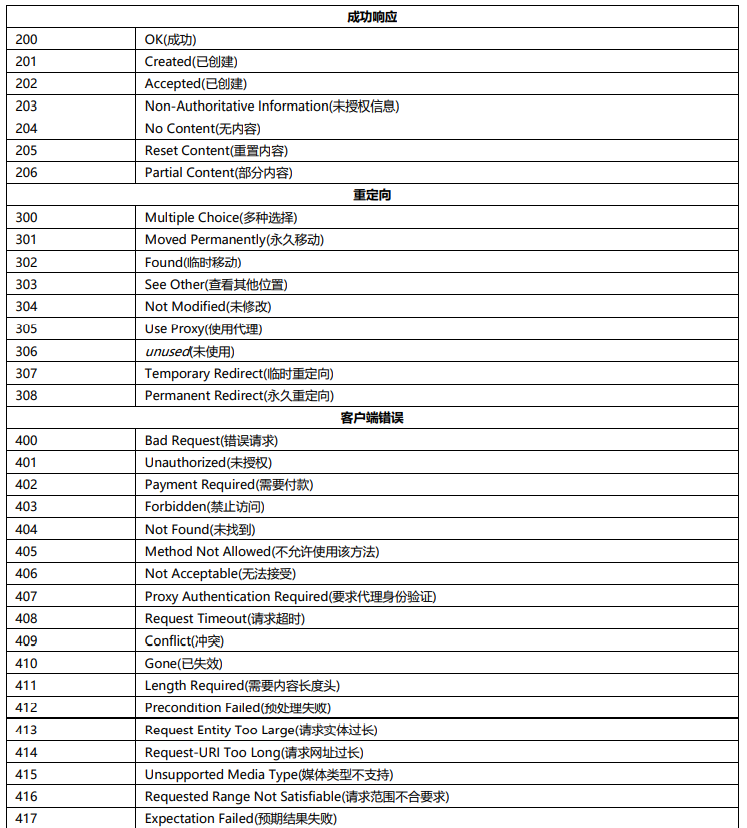 成功响应
200 OK(成功)
201 Created(已创建)
202 Accepted(已创建)
203 Non-Authoritative Information(未授权信息)
204 No Content(无内容)
205 Reset Content(重置内容)
206 Partial Content(部分内容)
重定向
300 Multiple Choice(多种选择)
301 Moved Permanently(永久移动)
302 Found(临时移动)
303 See Other(查看其他位置)
304 Not Modified(未修改)
305 Use Proxy(使用代理)
306 unused(未使用)
307 Temporary Redirect(临时重定向)
308 Permanent Redirect(永久重定向)
客户端错误
400 Bad Request(错误请求)
401 Unauthorized(未授权)
402 Payment Required(需要付款)
403 Forbidden(禁止访问)
404 Not Found(未找到)
405 Method Not Allowed(不允许使用该方法)
406 Not Acceptable(无法接受)
407 Proxy Authentication Required(要求代理身份验证)
408 Request Timeout(请求超时)
409 Conflict(冲突)
410 Gone(已失效)
411 Length Required(需要内容长度头)
412 Precondition Failed(预处理失败)
413 Request Entity Too Large(请求实体过长)
414 Request-URI Too Long(请求网址过长)
415 Unsupported Media Type(媒体类型不支持)
416 Requested Range Not Satisfiable(请求范围不合要求)
417 Expectation Failed(预期结果失败)